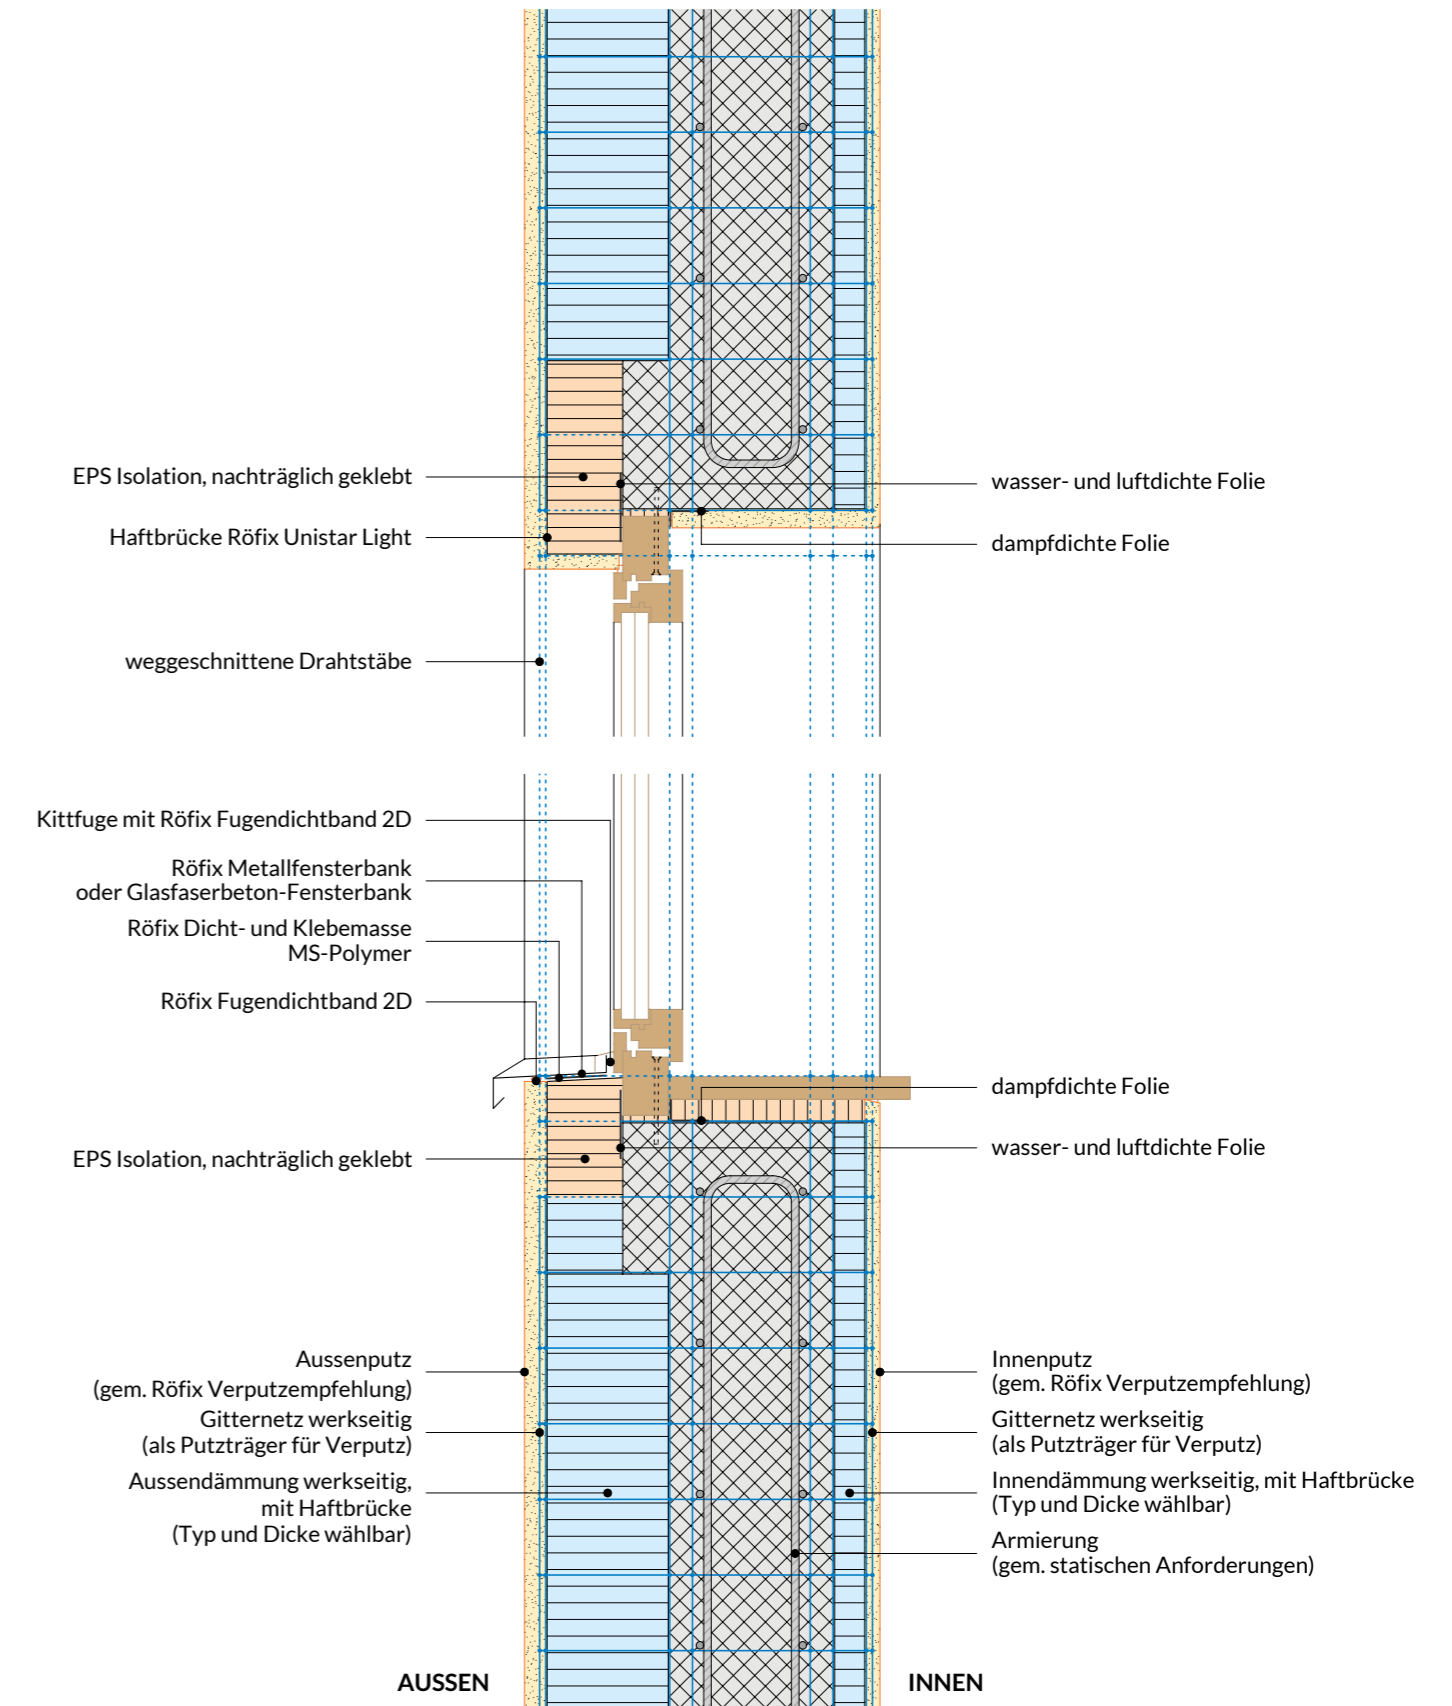 EPS Isolation, nachträglich geklebt
Haftbrücke Röfix Unistar Light
weggeschnittene Drahtstäbe
wasser- und luftdichte Folie
dampfdichte Folie
Kittfuge mit Röfix Fugendichtband 2D
Röfix Metallfensterbank
oder Glasfaserbeton-Fensterbank
Röfix Dicht- und Klebemasse
MS-Polymer
Röfix Fugendichtband 2D
EPS Isolation, nachträglich geklebt
dampfdichte Folie
wasser- und luftdichte Folie
Aussenputz
(gem. Röfix Verputzempfehlung)
Gitternetz werkseitig
(als Putzträger für Verputz)
Aussendämmung werkseitig,
mit Haftbrücke
(Typ und Dicke wählbar)
Innenputz
(gem. Röfix Verputzempfehlung)
Gitternetz werkseitig
(als Putzträger für Verputz)
Innendämmung werkseitig, mit Haftbrücke
(Typ und Dicke wählbar)
Armierung
(gem. statischen Anforderungen)
AUSSEN
INNEN